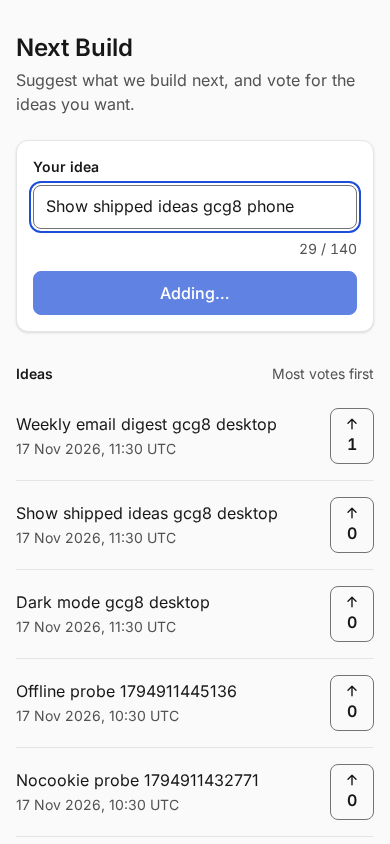 Next Build
Suggest what we build next, and vote for the
ideas you want.
Your idea
Show shipped ideas gcg8 phone
29 / 140
Adding...
Ideas
Most votes first
Weekly email digest gcg8 desktop
17 Nov 2026, 11:30 UTC
↑
1
Show shipped ideas gcg8 desktop
17 Nov 2026, 11:30 UTC
↑
0
Dark mode gcg8 desktop
17 Nov 2026, 11:30 UTC
↑
0
Offline probe 1794911445136
17 Nov 2026, 10:30 UTC
↑
0
Nocookie probe 1794911432771
17 Nov 2026, 10:30 UTC
↑
0